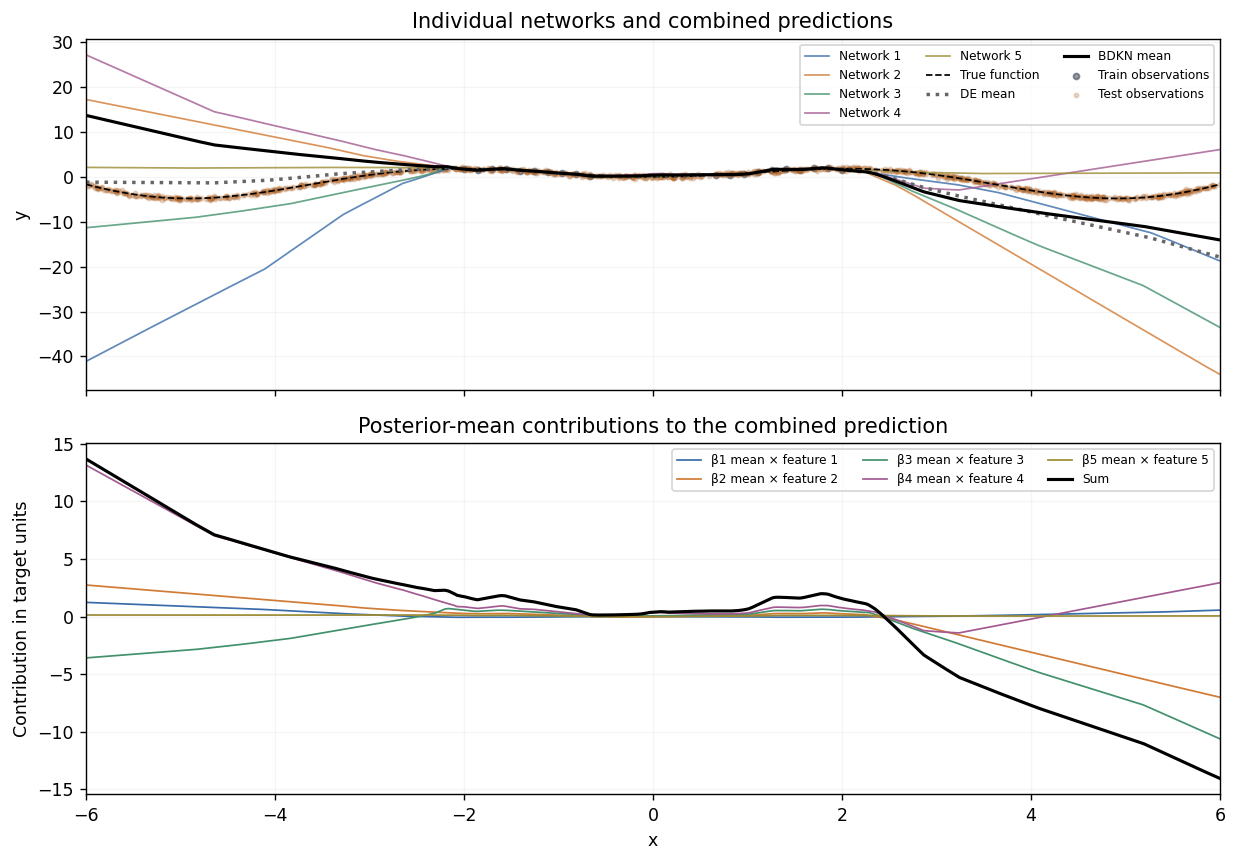 Individual networks and combined predictions
30
20
10
0
−10
−20
−30
−40
y
Network 1
Network 2
Network 3
Network 4
Network 5
True function
DE mean
BDKN mean
Train observations
Test observations
Posterior-mean contributions to the combined prediction
15
10
5
0
−5
−10
−15
Contribution in target units
β1 mean × feature 1
β2 mean × feature 2
β3 mean × feature 3
β4 mean × feature 4
β5 mean × feature 5
Sum
−6
−4
−2
0
2
4
6
x